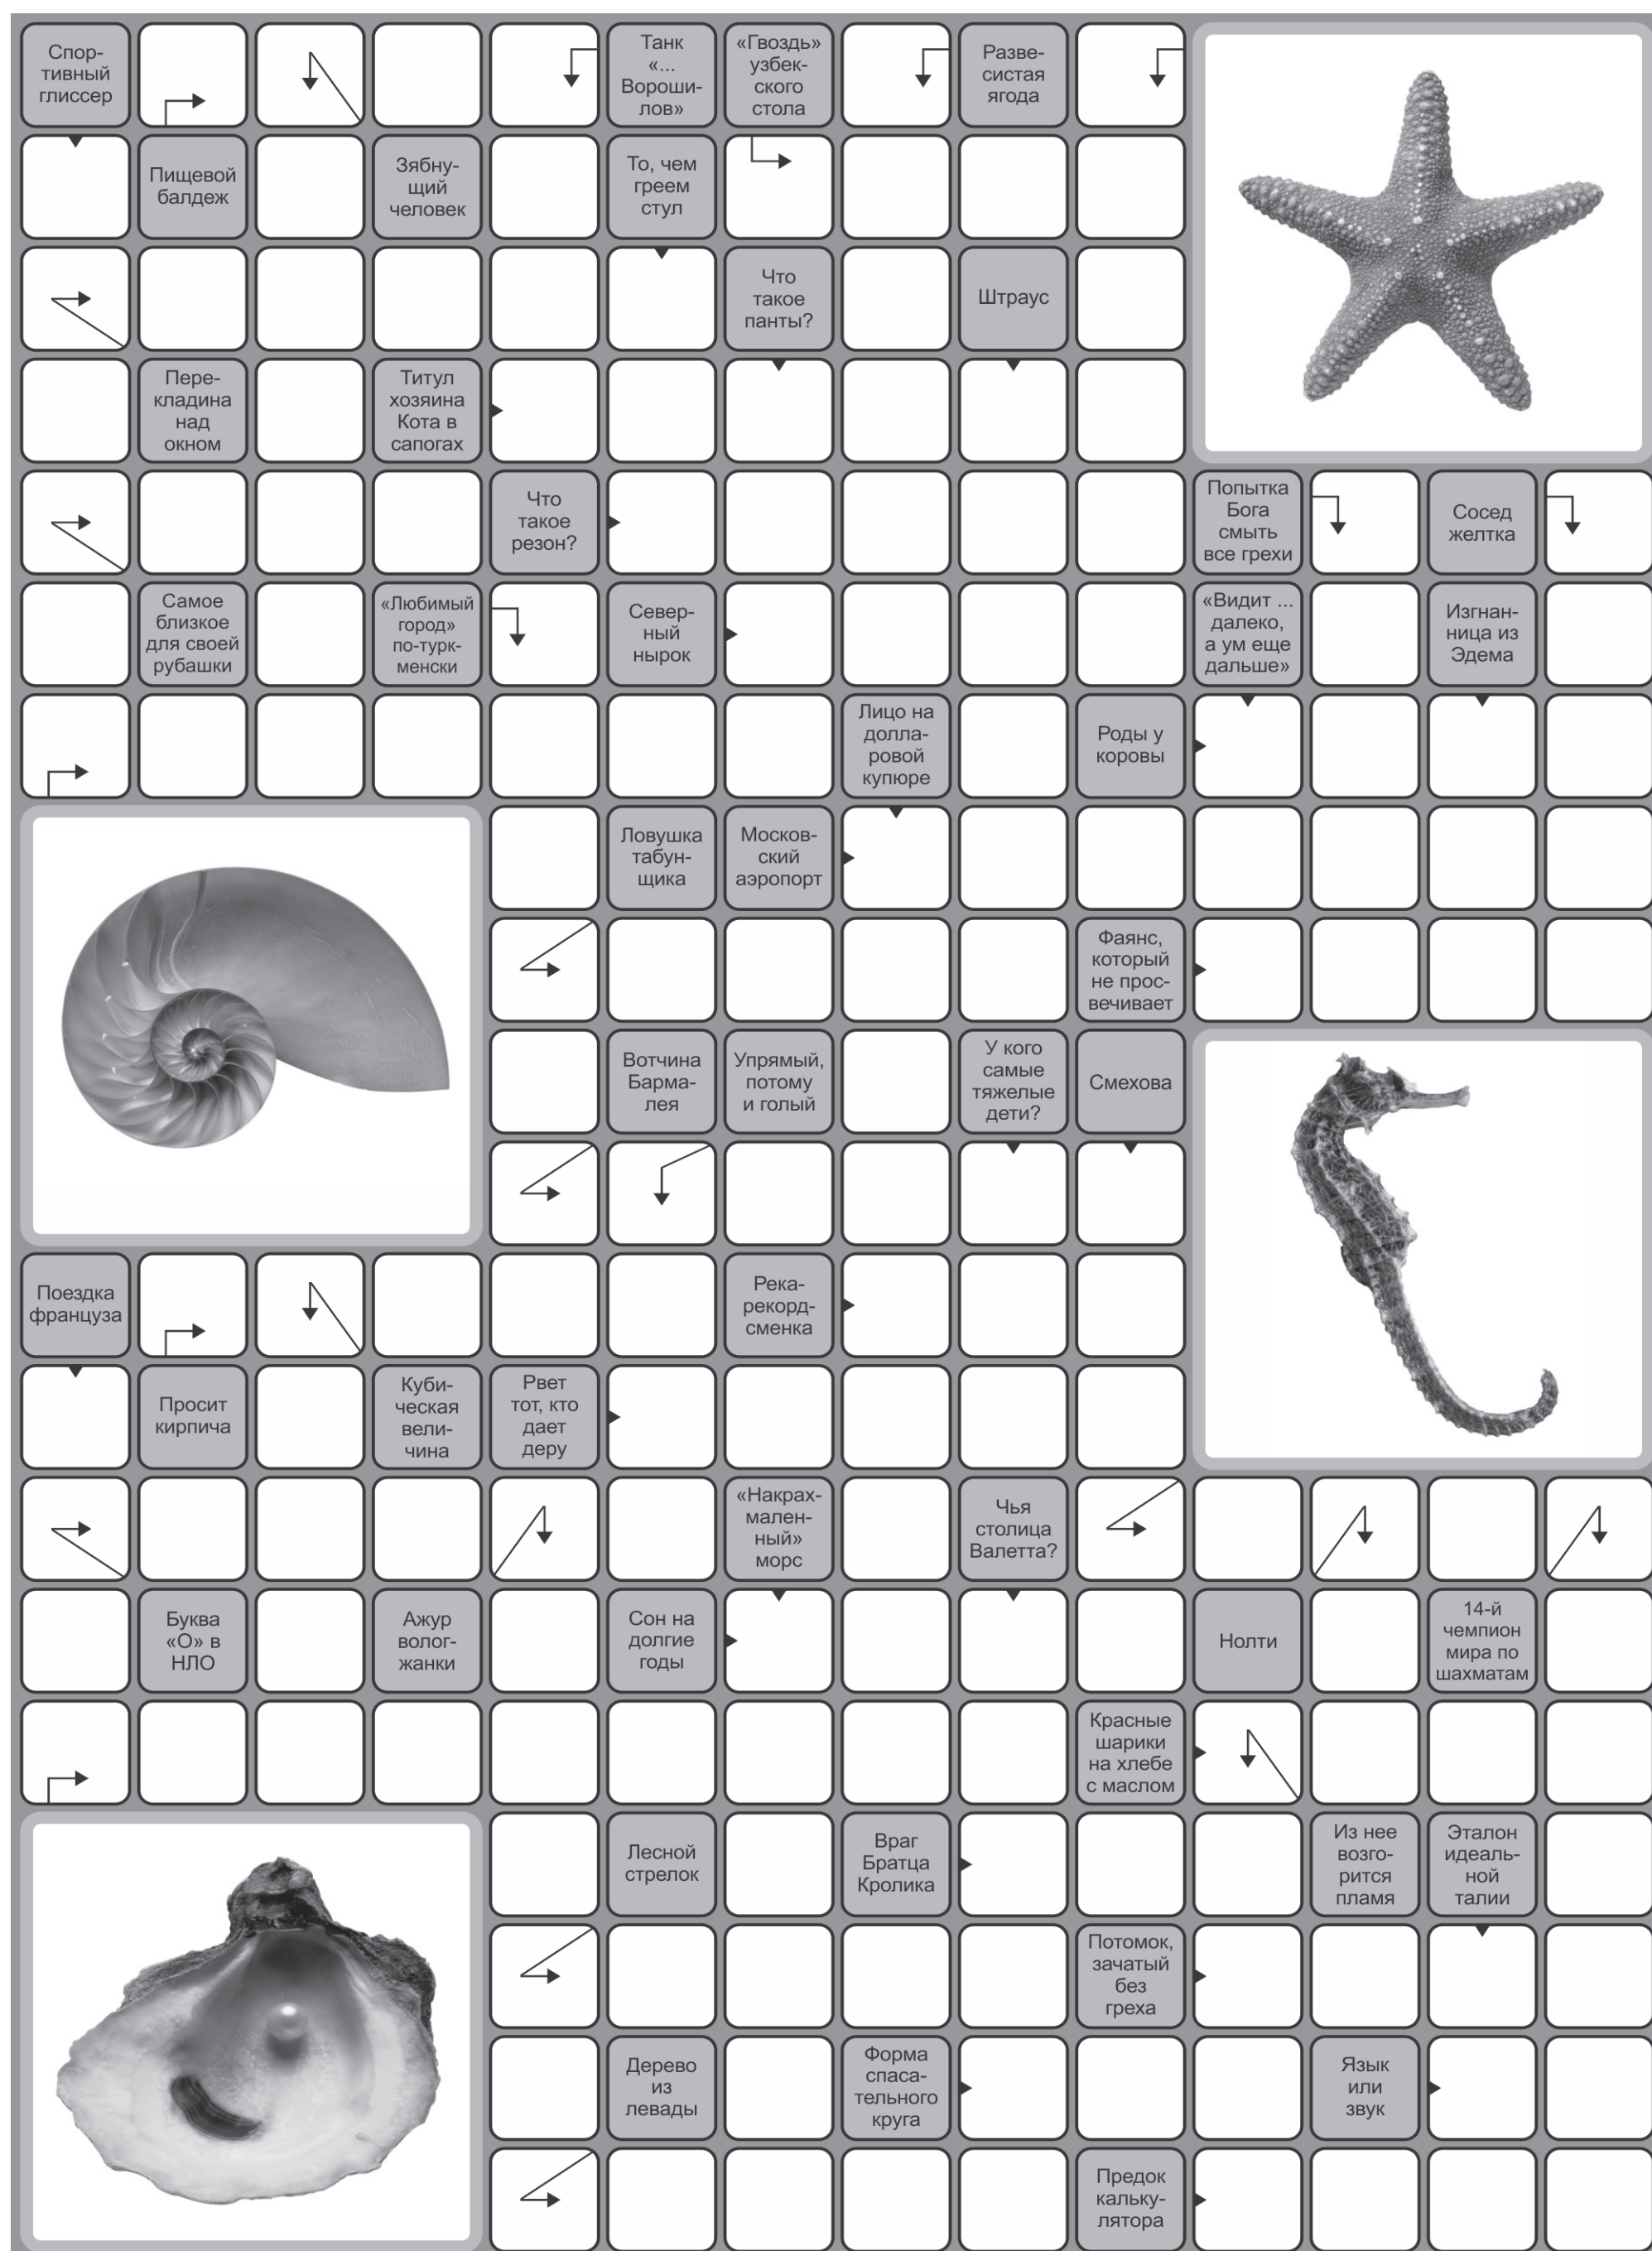 Спор-
тивный
глиссер
Танк
«...
Вороши-
лов»
«Гвоздь»
узбек-
ского
стола
Разве-
систая
ягода
Пищевой
балдеж
Зябну-
щий
человек
То, чем
греем
стул
Что
такое
панты?
Штраус
Пере-
кладина
над
окном
Титул
хозяина
Кота в
сапогах
Что
такое
резон?
Попытка
Бога
смыть
все грехи
Сосед
желтка
Самое
близкое
для своей
рубашки
«Любимый
город»
по-турк-
менски
Север-
ный
нырок
«Видит ...
далеко,
а ум еще
дальше»
Изгнан-
ница из
Эдема
Лицо на
долла-
ровой
купюре
Роды у
коровы
Ловушка
табун-
щика
Москов-
ский
аэропорт
Фаянс,
который
не прос-
вечивает
Вотчина
Барма-
лея
Упрямый,
потому
и голый
У кого
самые
тяжелые
дети?
Смехова
Поездка
француза
Река-
рекорд-
сменка
Просит
кирпича
Куби-
ческая
вели-
чина
Рвет
тот, кто
дает
деру
«Накрах-
мален-
ный»
морс
Чья
столица
Валетта?
Буква
«О» в
НЛО
Ажур
волог-
жанки
Сон на
долгие
годы
Нолти
14-й
чемпион
мира по
шахматам
Красные
шарики
на хлебе
с маслом
Лесной
стрелок
Враг
Братца
Кролика
Из нее
возго-
рится
пламя
Эталон
идеаль-
ной
талии
Потомок,
зачатый
без
греха
Дерево
из
левады
Форма
спаса-
тельного
круга
Язык
или
звук
Предок
кальку-
лятора